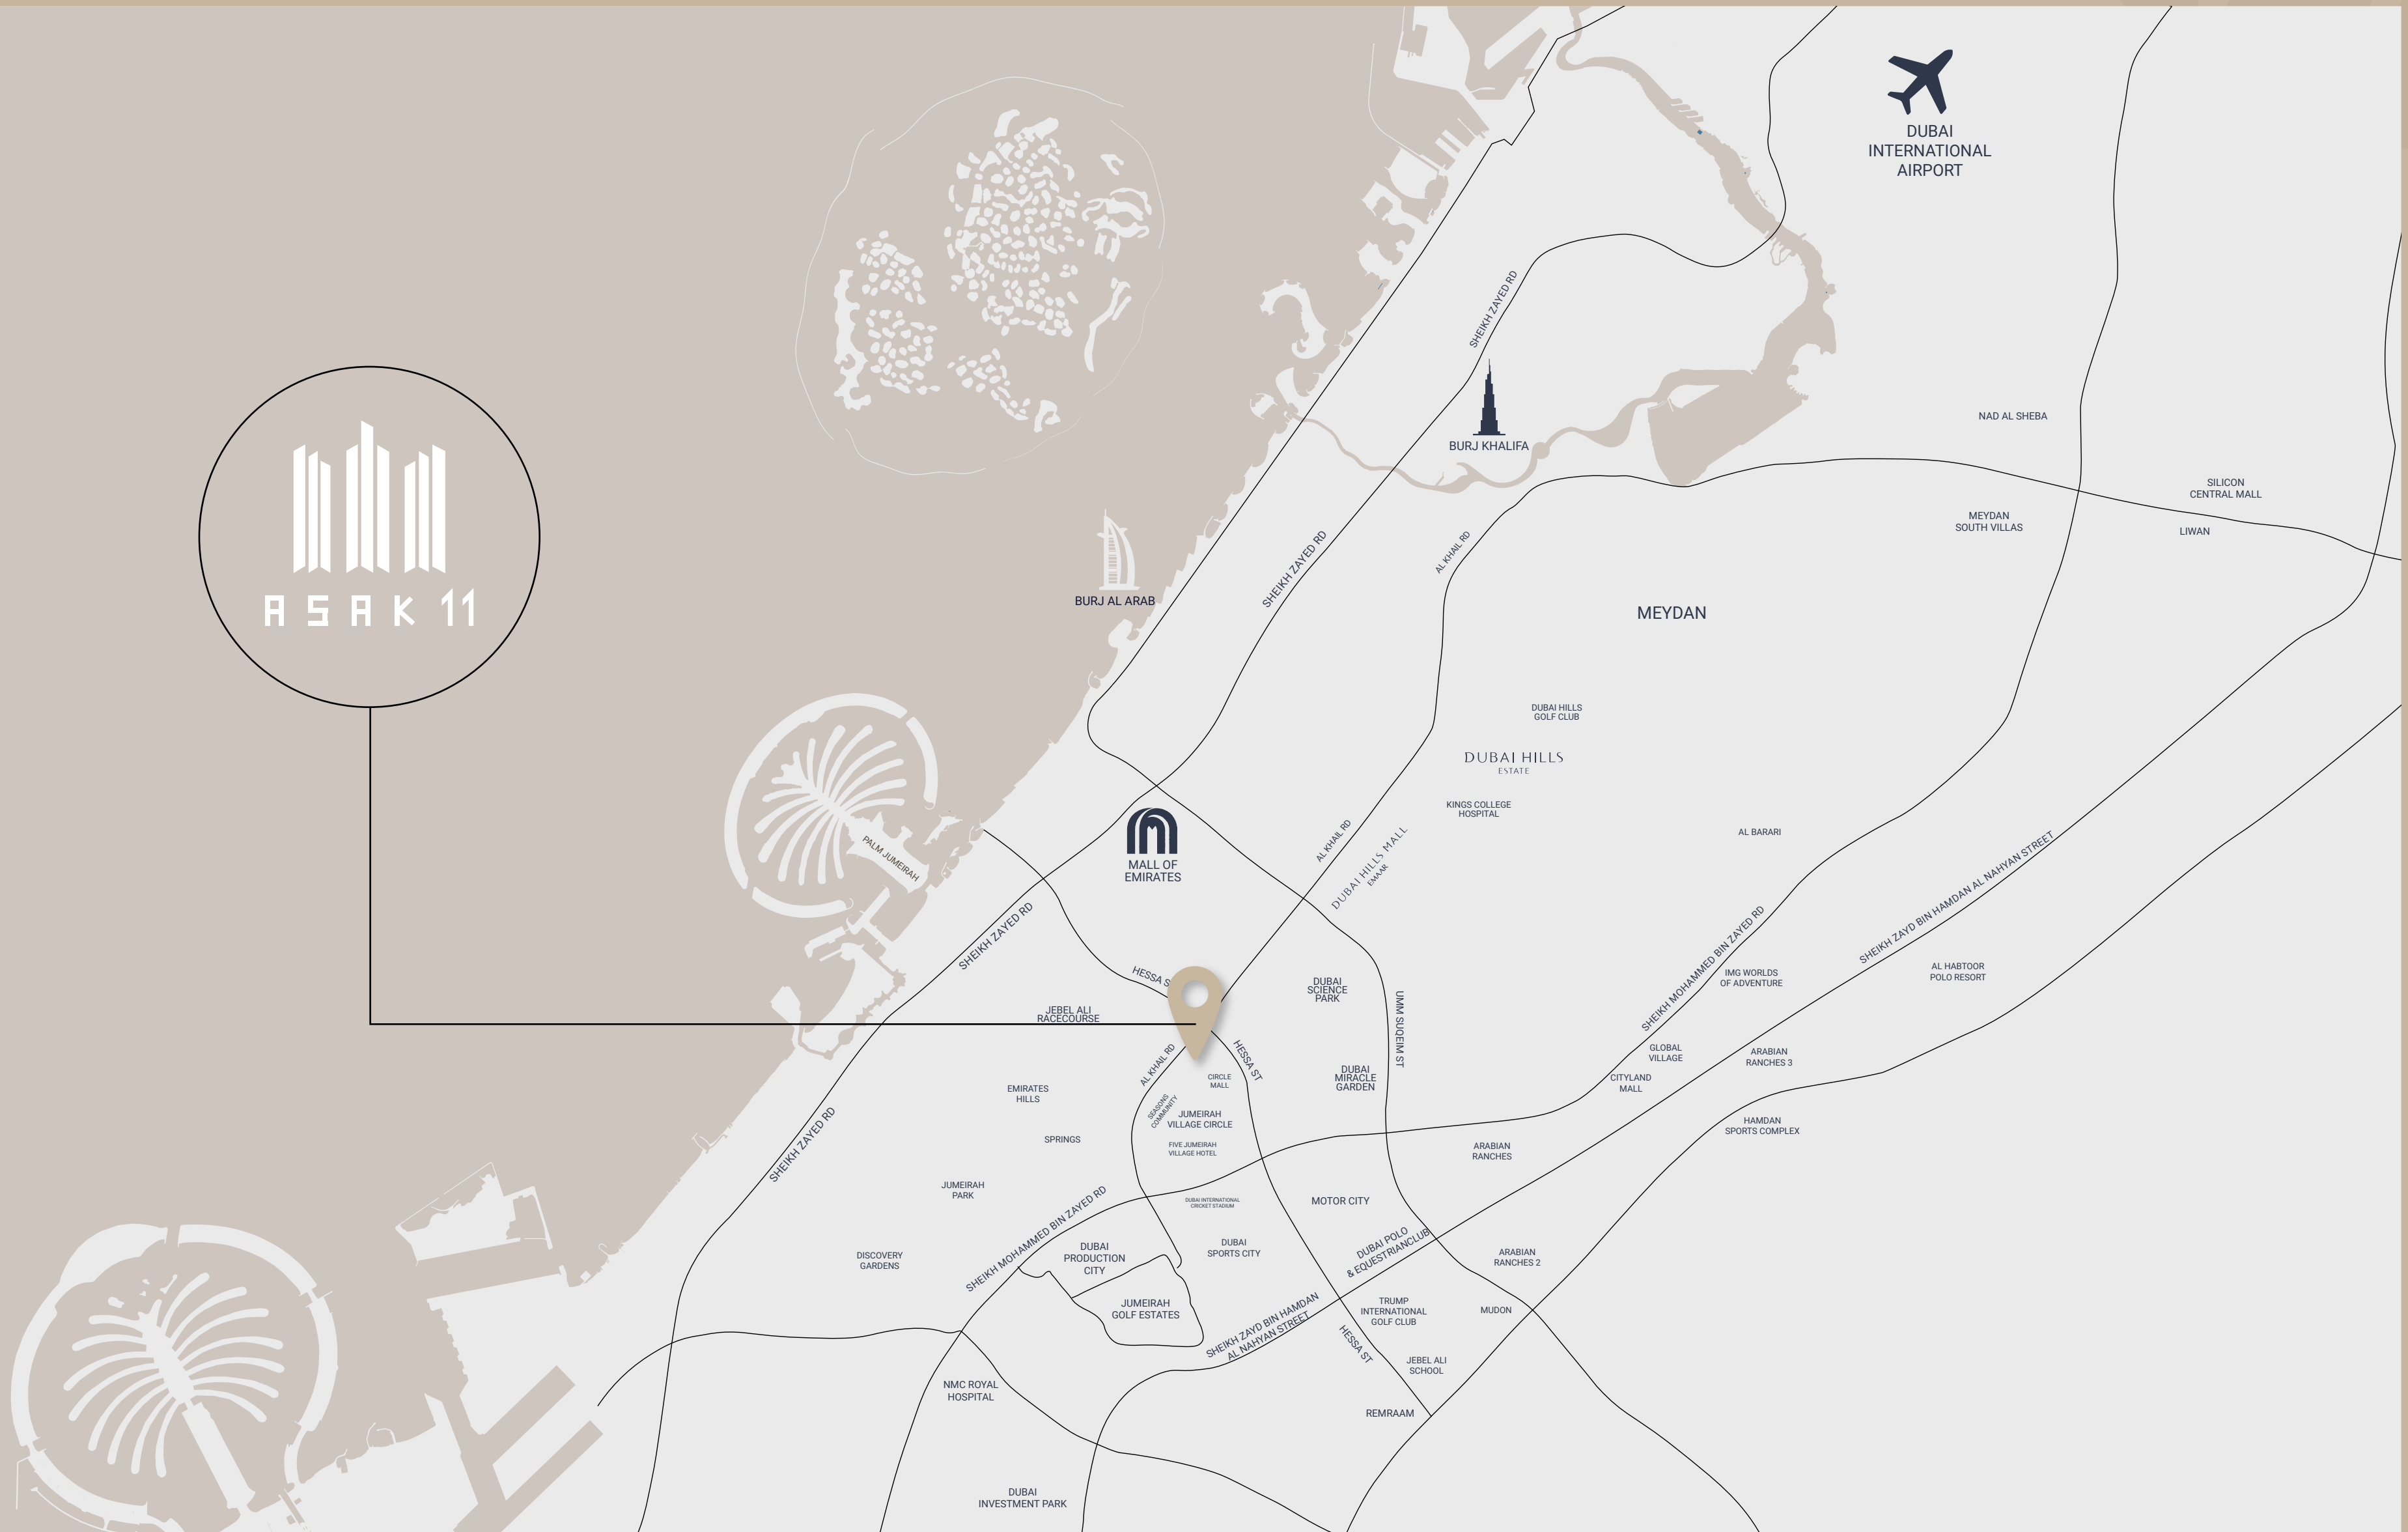 DUBAI
INTERNATIONAL
AIRPORT
SHEIKH ZAYED RD
BURJ KHALIFA
NAD AL SHEBA
SILICON
CENTRAL MALL
LIWAN
MEYDAN
SOUTH VILLAS
SHEIKH ZAYED RD
AL KHAIL RD
BURJ AL ARAB
ASAK 11
MEYDAN
DUBAI HILLS
GOLF CLUB
DUBAI HILLS
ESTATE
KINGS COLLEGE
HOSPITAL
AL BARARI
PALM JUMEIRAH
MALL OF
EMIRATES
AL KHAIL RD
DUBAI HILLS MALL
EMAAR
SHEIKH ZAYED RD
SHEIKH MOHAMMED BIN ZAYED RD
SHEIKH ZAYD BIN HAMDAN AL NAHYAN STREET
IMG WORLDS
OF ADVENTURE
AL HABTOOR
POLO RESORT
HESSA S
DUBAI
SCIENCE
PARK
UMM SUQEIM ST
JEBEL ALI
RACECOURSE
AL KHAIL RD
HESSA ST
GLOBAL
VILLAGE
ARABIAN
RANCHES 3
CITYLAND
MALL
CIRCLE
MALL
DUBAI
MIRACLE
GARDEN
EMIRATES
HILLS
SEASONS
COMMUNITY
JUMEIRAH
VILLAGE CIRCLE
HAMDAN
SPORTS COMPLEX
SHEIKH ZAYED RD
SPRINGS
FIVE JUMEIRAH
VILLAGE HOTEL
ARABIAN
RANCHES
JUMEIRAH
PARK
DUBAI INTERNATIONAL
CRICKET STADIUM
MOTOR CITY
SHEIKH MOHAMMED BIN ZAYED RD
DUBAI
PRODUCTION
CITY
DUBAI
SPORTS CITY
DUBAI POLO
& EQUESTRIANCLUB
ARABIAN
RANCHES 2
DISCOVERY
GARDENS
JUMEIRAH
GOLF ESTATES
TRUMP
INTERNATIONAL
GOLF CLUB
MUDON
SHEIKH ZAYD BIN HAMDAN
AL NAHYAN STREET
HESSA ST
JEBEL ALI
SCHOOL
NMC ROYAL
HOSPITAL
REMRAAM
DUBAI
INVESTMENT PARK